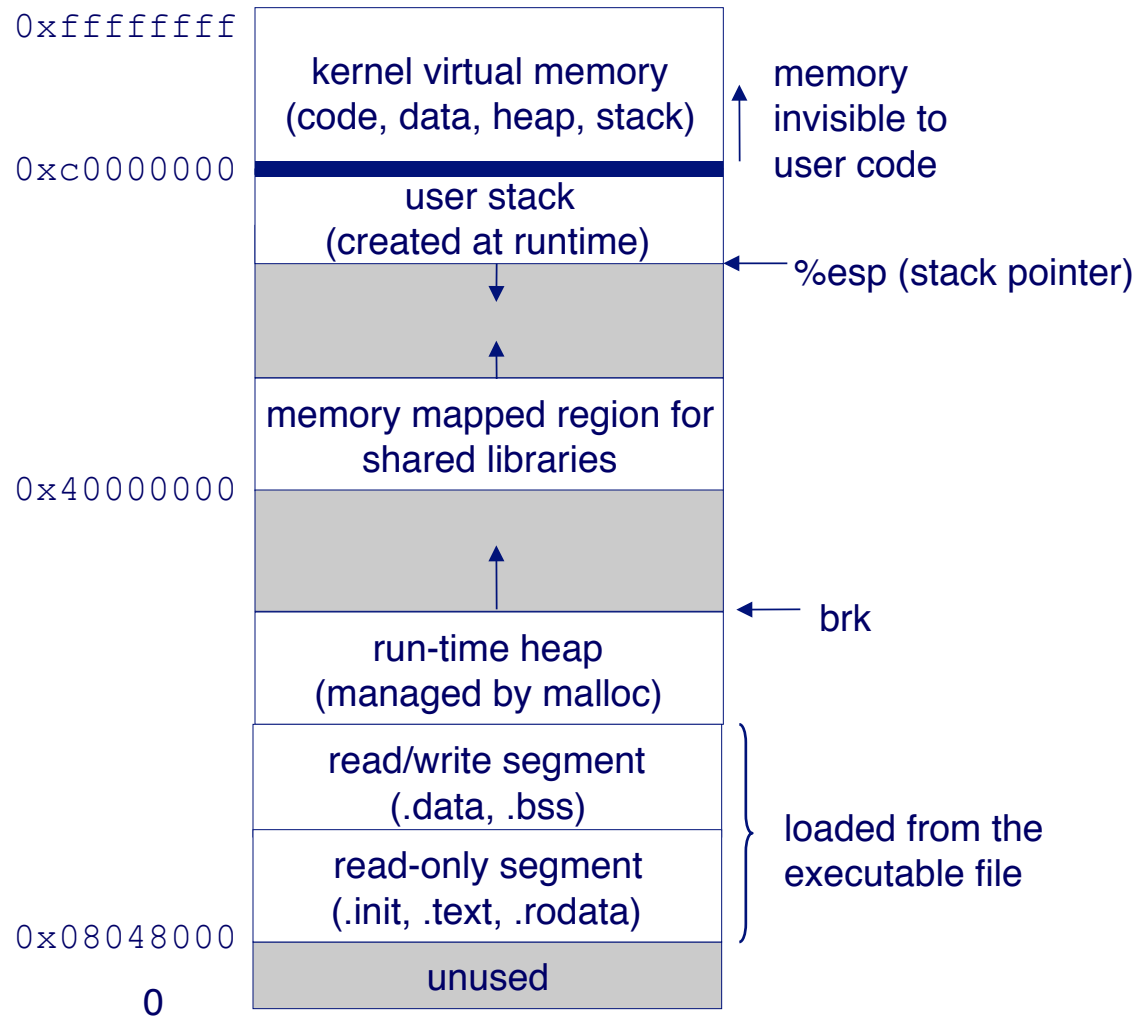 0xffffffff
kernel virtual memory
(code, data, heap, stack)
memory
invisible to
user code
0xc0000000
user stack
(created at runtime)
%esp (stack pointer)
memory mapped region for
shared libraries
0x40000000
brk
run-time heap
(managed by malloc)
read/write segment
(.data, .bss)
loaded from the
executable file
read-only segment
(.init, .text, .rodata)
0x08048000
unused
0